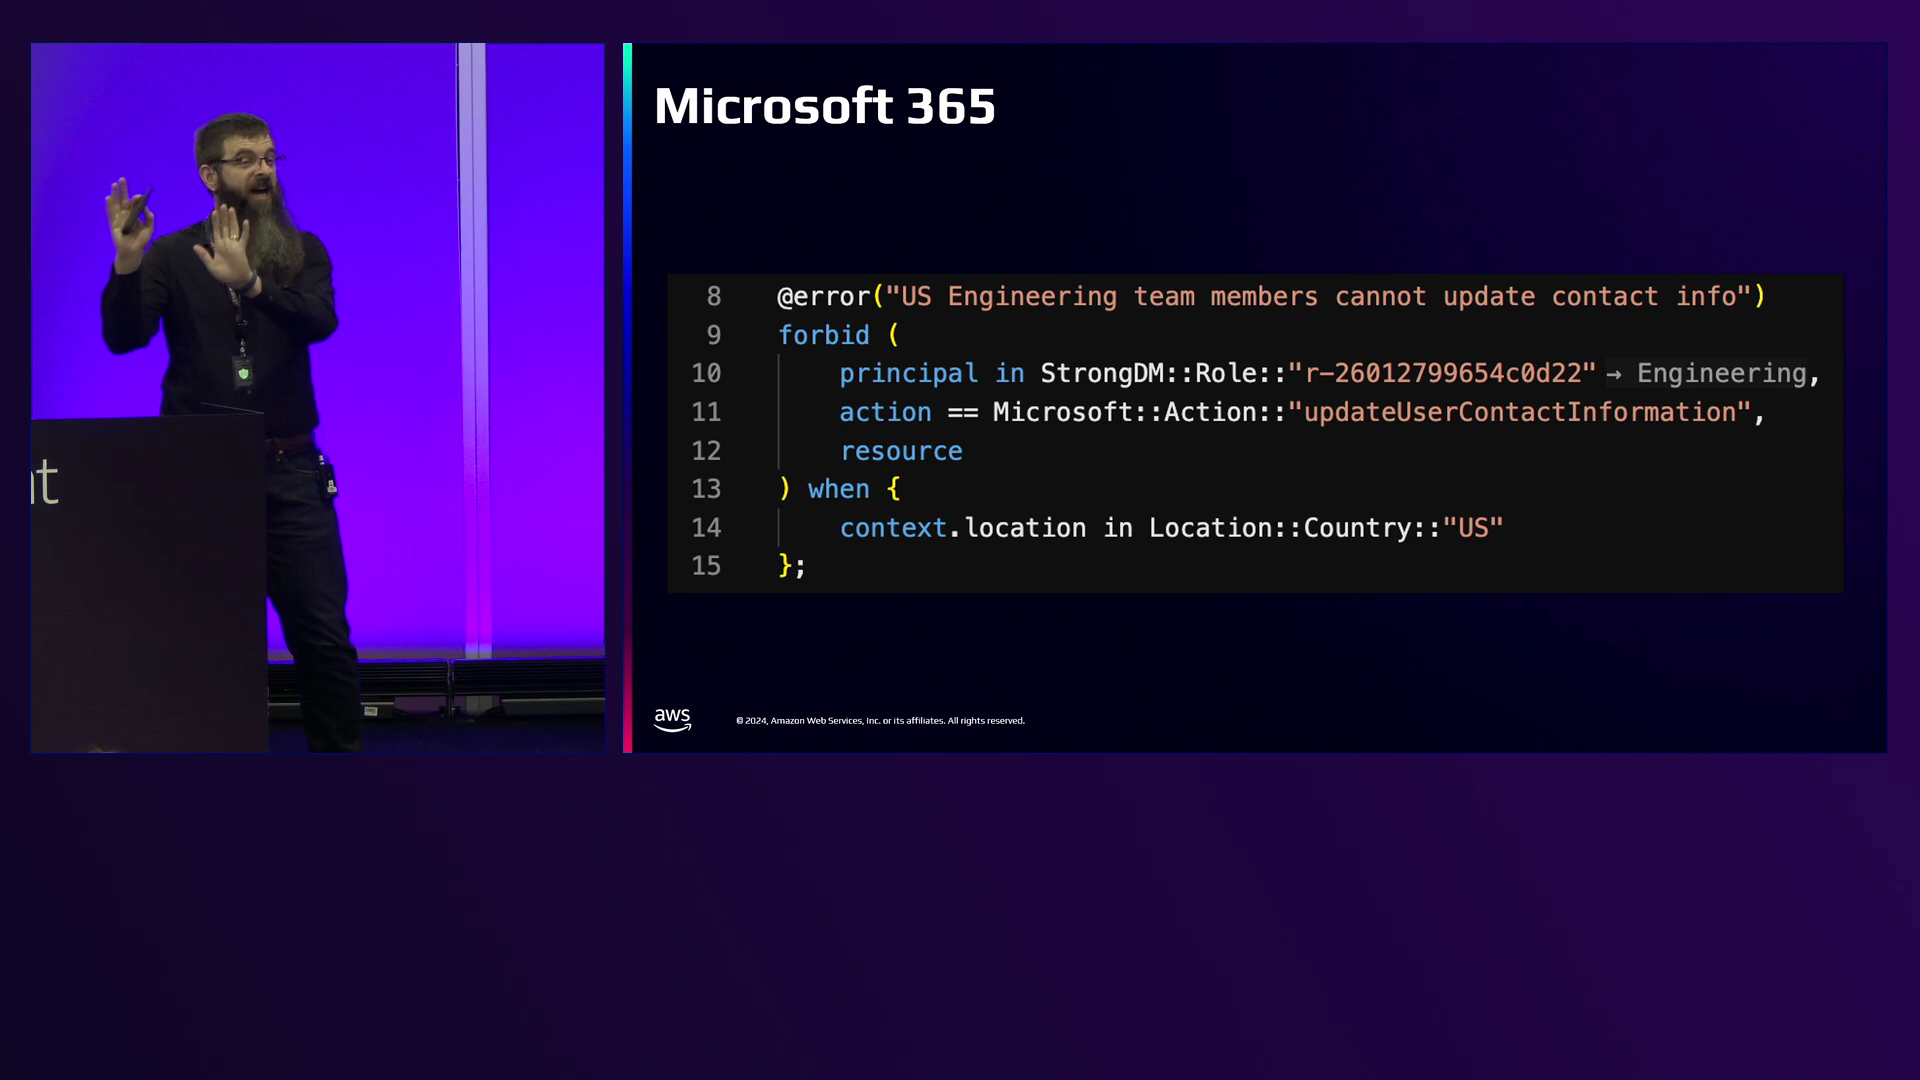 nt
Microsoft 365
8 @error("US Engineering team members cannot update contact info")
9 forbid (
10 principal in StrongDM::Role::"r-26012799654c0d22" → Engineering,
11 action == Microsoft::Action::"updateUserContactInformation",
12 resource
13 ) when {
14 context.location in Location::Country::"US"
15 };
aws
© 2024, Amazon Web Services, Inc. or its affiliates. All rights reserved.